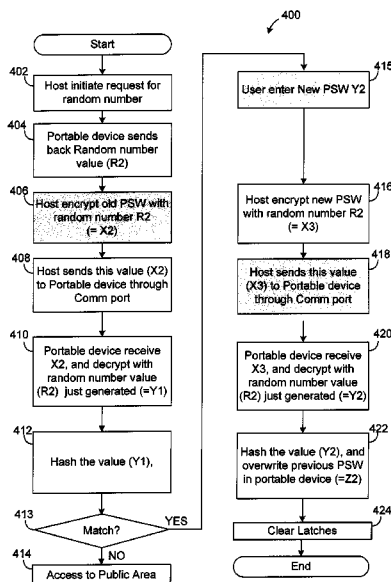 400
Start
402
Host initiate request for
random number
404
Portable device sends
back Random number
value (R2)
406
Host encrypt old PSW with
random number R2
(= X2)
408
Host sends this value (X2)
to Portable device through
Comm port
410
Portable device receive
X2, and decrypt with
random number value
(R2) just generated (=Y1)
412
Hash the value (Y1),
413
Match?
YES
NO
414
Access to Public Area
415
User enter New PSW Y2
416
Host encrypt new PSW
with random number R2
(= X3)
418
Host sends this value
(X3) to Portable device
through Comm port
420
Portable device receive
X3, and decrypt with
random number value
(R2) just generated (=Y2)
422
Hash the value (Y2), and
overwrite previous PSW
in portable device (=Z2)
424
Clear Latches
End